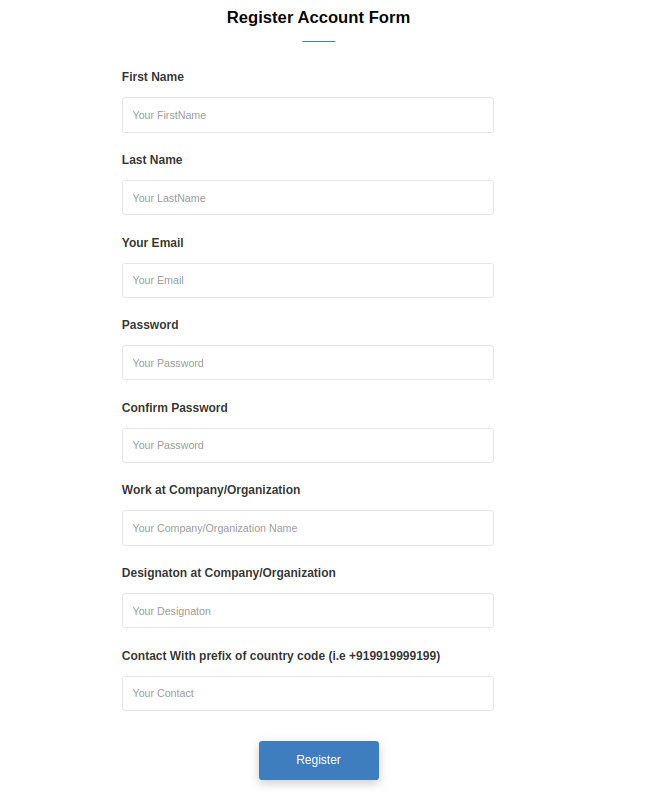 Register Account Form
First Name
Your FirstName
Last Name
Your LastName
Your Email
Your Email
Password
Your Password
Confirm Password
Your Password
Work at Company/Organization
Your Company/Organization Name
Designaton at Company/Organization
Your Designaton
Contact With prefix of country code (i.e +919919999199)
Your Contact
Register